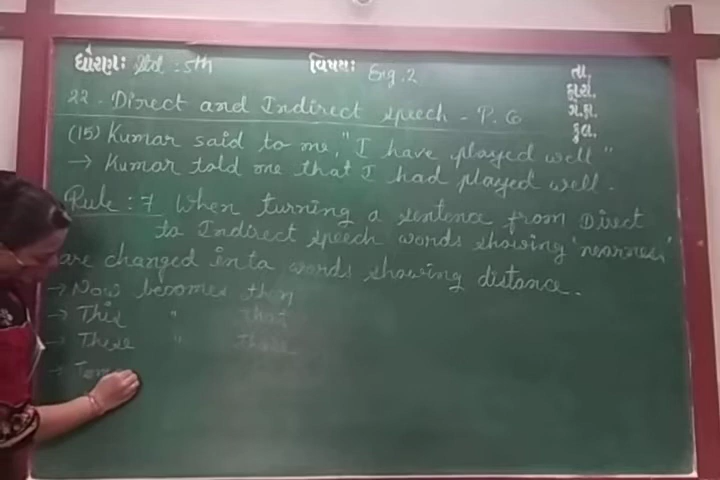 ધોરણઃ Std : 5th વિષયઃ Eng. 2 તા.
હાજ.
ગે.હા.
કુલ.
22. Direct and Indirect speech - P. G
(15) Kumar said to me, "I have played well"
→ Kumar told me that I had played well.
Rule : 7 When turning a sentence from Direct
to Indirect speech words showing 'nearness'
are changed into words showing distance.
→ Now becomes then
→ This " that
→ These " those
→ Tomo